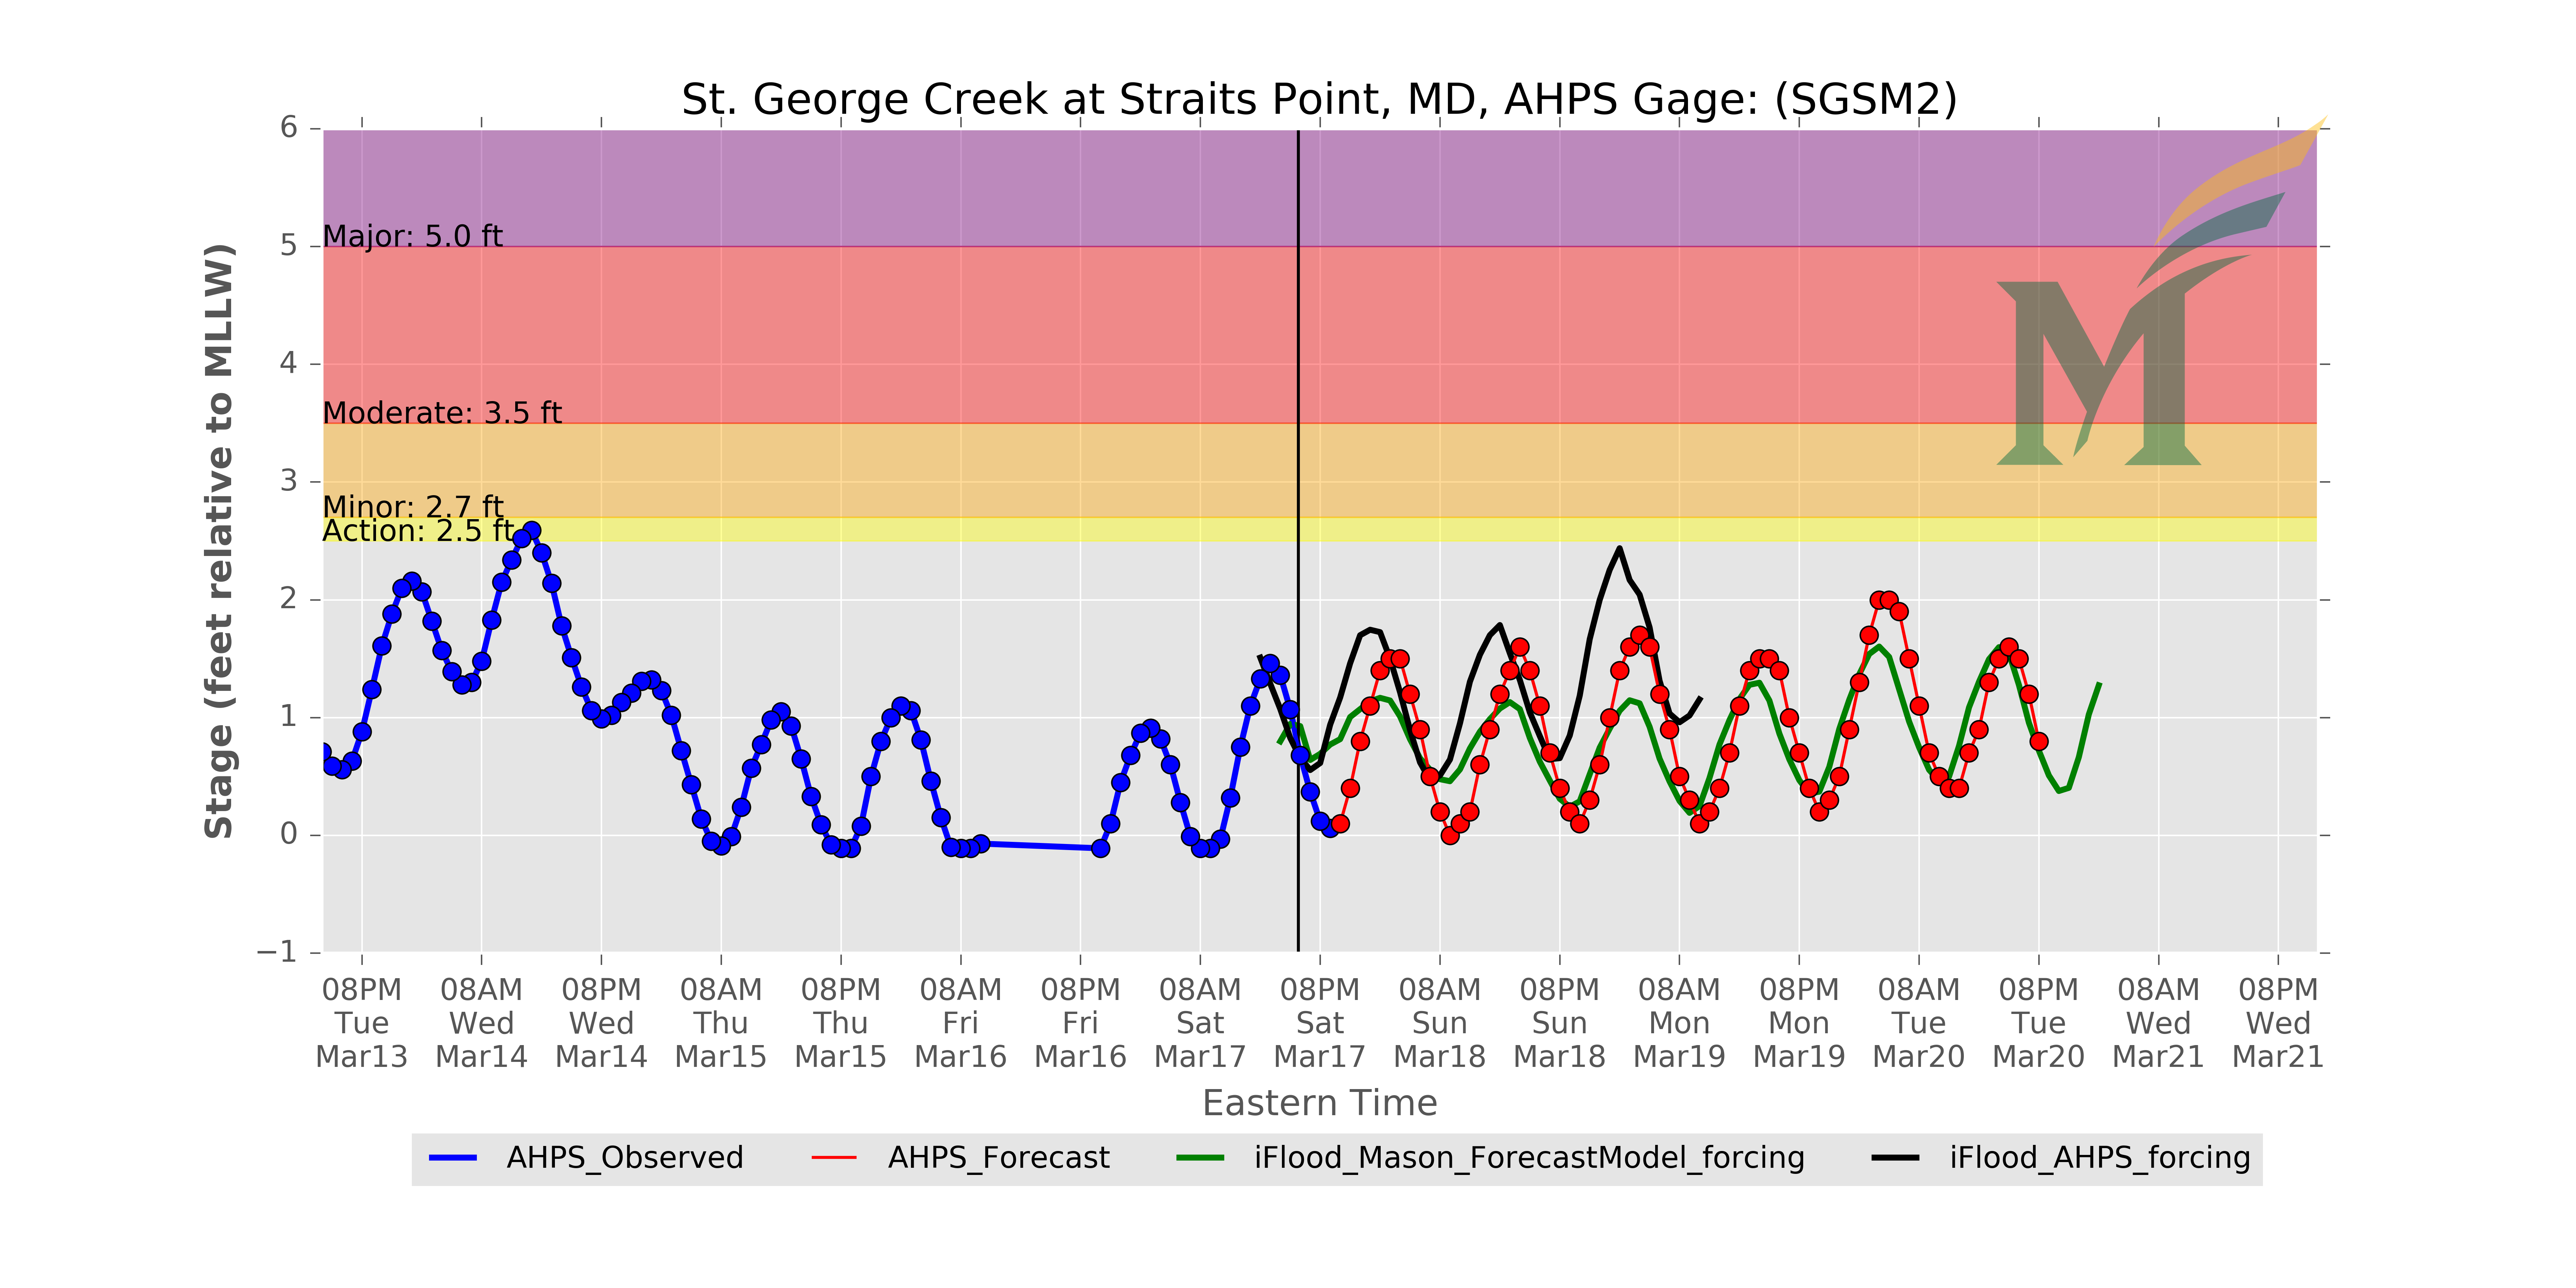 St. George Creek at Straits Point, MD, AHPS Gage: (SGSM2)
6
5
4
3
2
1
0
−1
Stage (feet relative to MLLW)
Major: 5.0 ft
Moderate: 3.5 ft
Minor: 2.7 ft
Action: 2.5 ft
M
08PM 08AM 08PM 08AM 08PM 08AM 08PM 08AM 08PM 08AM 08PM 08AM 08PM 08AM 08PM 08AM 08PM
Tue Wed Wed Thu Thu Fri Fri Sat Sat Sun Sun Mon Mon Tue Tue Wed Wed
Mar13 Mar14 Mar14 Mar15 Mar15 Mar16 Mar16 Mar17 Mar17 Mar18 Mar18 Mar19 Mar19 Mar20 Mar20 Mar21 Mar21
Eastern Time
AHPS_Observed AHPS_Forecast iFlood_Mason_ForecastModel_forcing iFlood_AHPS_forcing